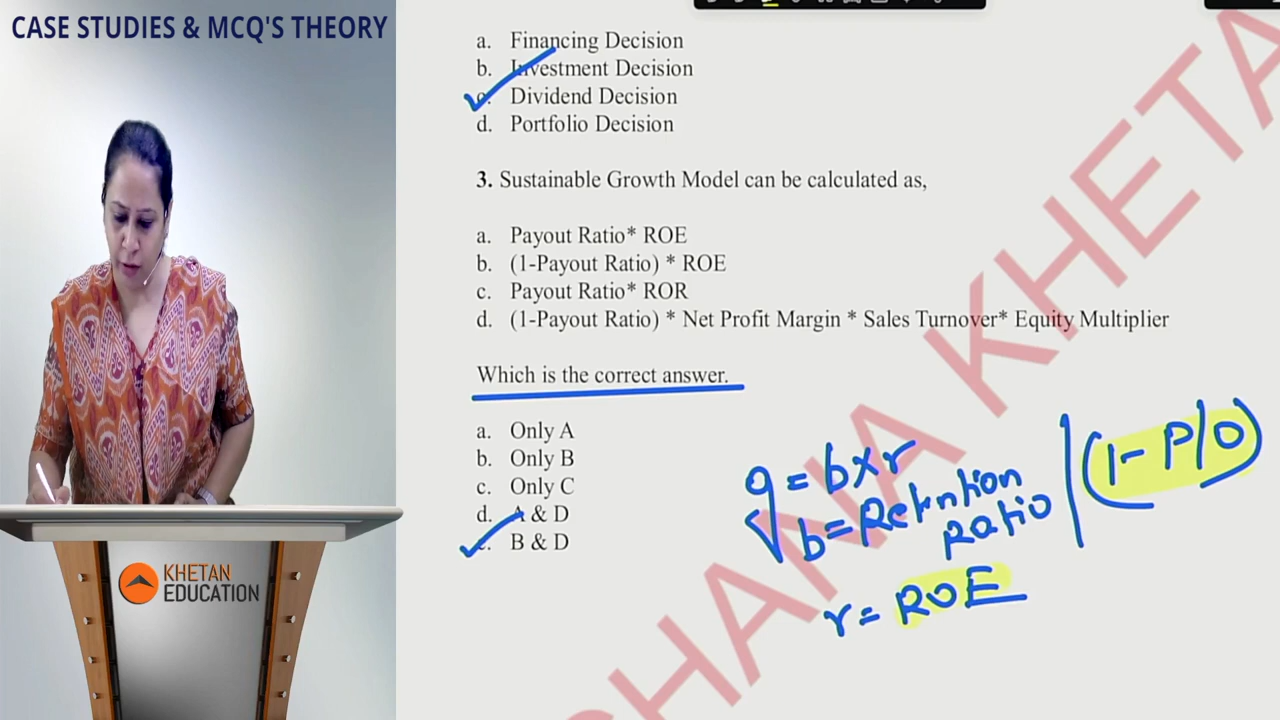 CASE STUDIES & MCQ'S THEORY
a. Financing Decision
b. Investment Decision
c. Dividend Decision
d. Portfolio Decision
3. Sustainable Growth Model can be calculated as,
a. Payout Ratio* ROE
b. (1-Payout Ratio) * ROE
c. Payout Ratio* ROR
d. (1-Payout Ratio) * Net Profit Margin * Sales Turnover* Equity Multiplier
Which is the correct answer.
a. Only A
b. Only B
c. Only C
d. A & D
e. B & D
g = b×r
b = Retention
Ratio
(1- P/O)
r = ROE
KHETAN
EDUCATION
SHANA KHETA